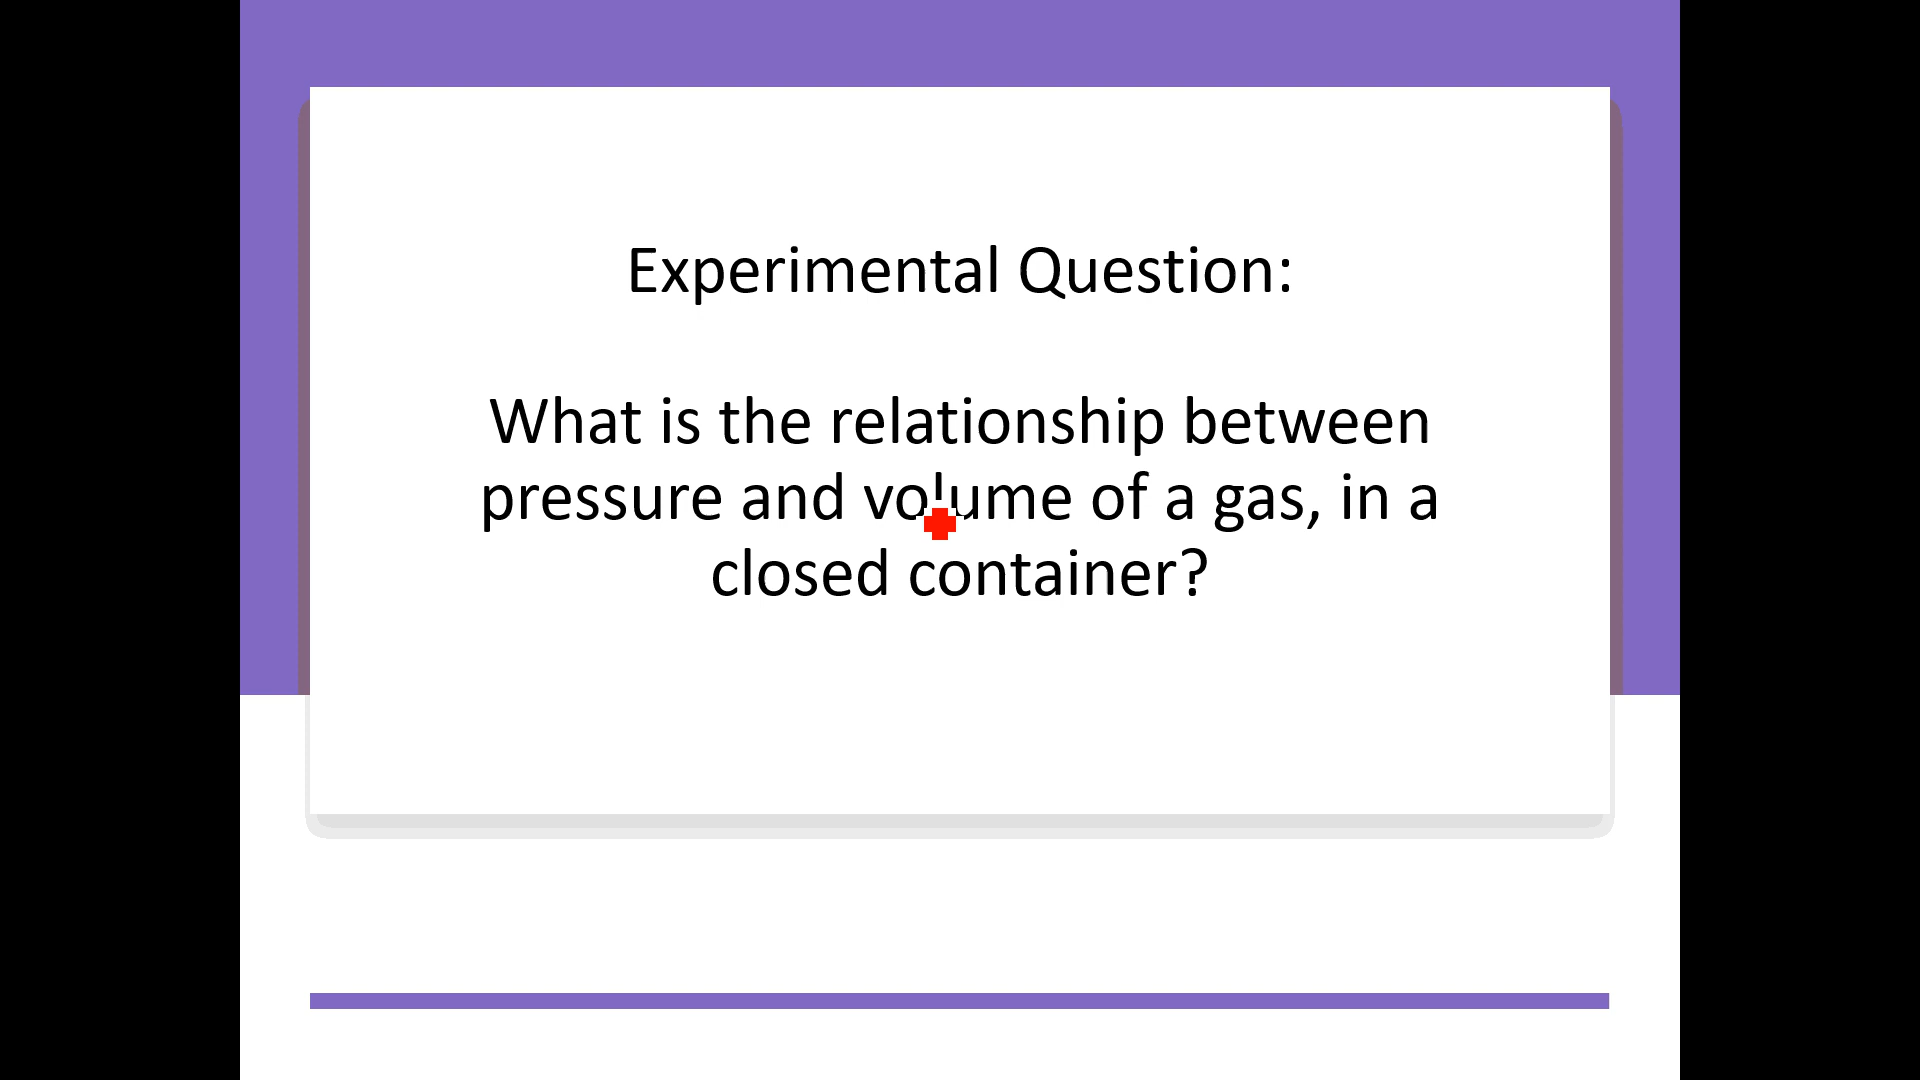 Experimental Question:
What is the relationship between
pressure and volume of a gas, in a
closed container?